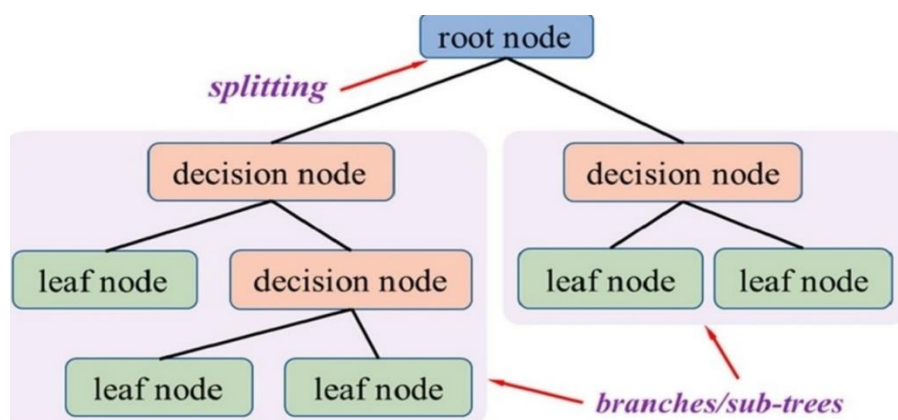 root node
splitting
decision node
decision node
leaf node
decision node
leaf node
leaf node
leaf node
leaf node
branches/sub-trees